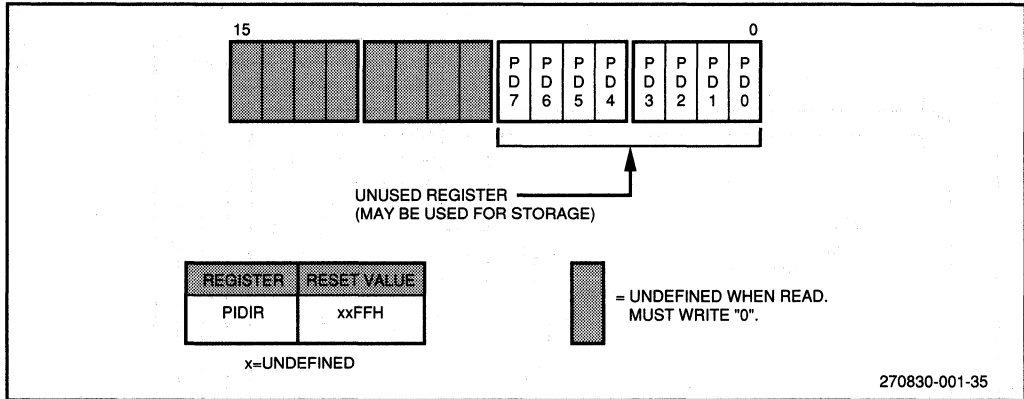 15 0
P P P P P P P P
D D D D D D D D
7 6 5 4 3 2 1 0
UNUSED REGISTER
(MAY BE USED FOR STORAGE)
REGISTER RESET VALUE
PIDIR xxFFH
x=UNDEFINED
= UNDEFINED WHEN READ.
MUST WRITE "0".
270830-001-35